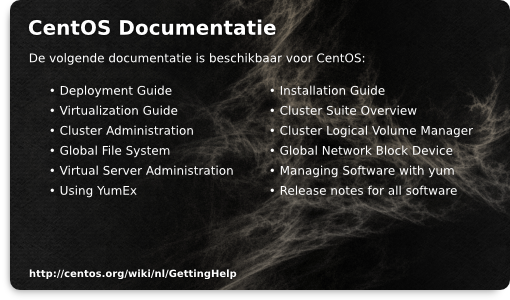 CentOS Documentatie
De volgende documentatie is beschikbaar voor CentOS:
• Deployment Guide
• Virtualization Guide
• Cluster Administration
• Global File System
• Virtual Server Administration
• Using YumEx
• Installation Guide
• Cluster Suite Overview
• Cluster Logical Volume Manager
• Global Network Block Device
• Managing Software with yum
• Release notes for all software
http://centos.org/wiki/nl/GettingHelp